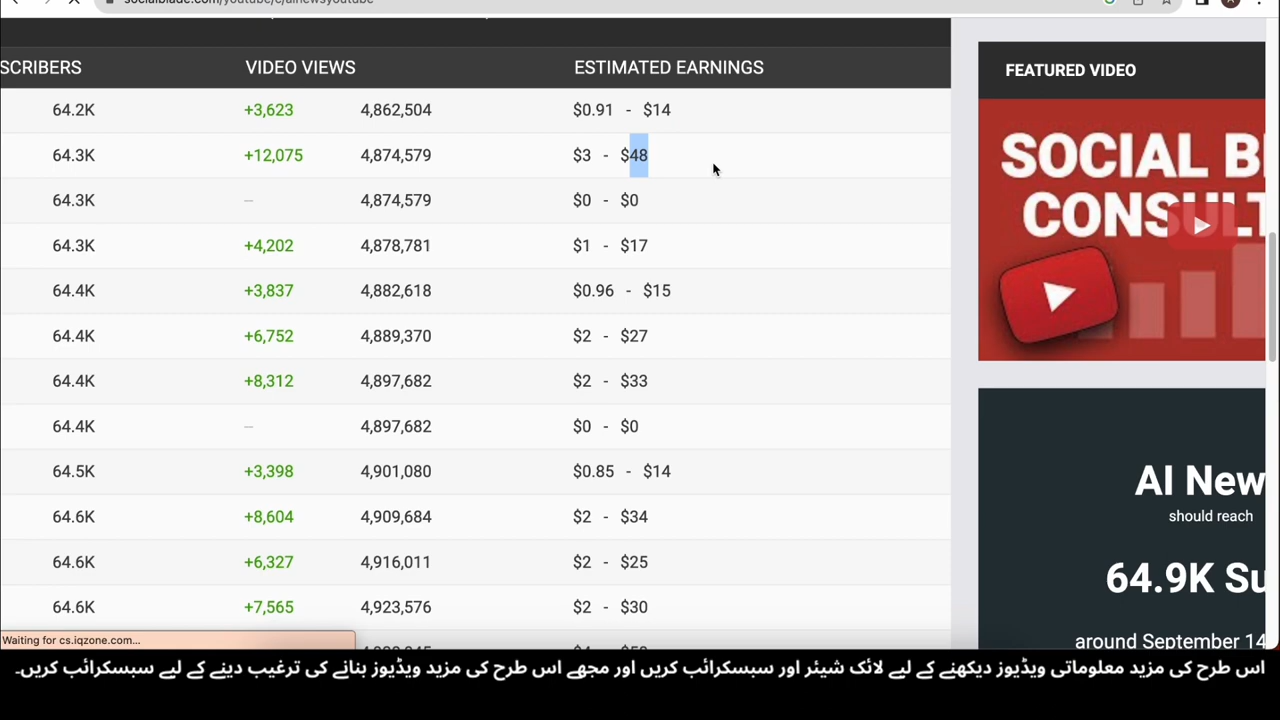 socialblade.com/youtube/c/ainewsyoutube
SCRIBERS VIDEO VIEWS ESTIMATED EARNINGS
64.2K +3,623 4,862,504 $0.91 - $14
64.3K +12,075 4,874,579 $3 - $48
64.3K -- 4,874,579 $0 - $0
64.3K +4,202 4,878,781 $1 - $17
64.4K +3,837 4,882,618 $0.96 - $15
64.4K +6,752 4,889,370 $2 - $27
64.4K +8,312 4,897,682 $2 - $33
64.4K -- 4,897,682 $0 - $0
64.5K +3,398 4,901,080 $0.85 - $14
64.6K +8,604 4,909,684 $2 - $34
64.6K +6,327 4,916,011 $2 - $25
64.6K +7,565 4,923,576 $2 - $30
FEATURED VIDEO
SOCIAL B
CONSULT
AI New
should reach
64.9K Su
around September 14
Waiting for cs.iqzone.com...
اس طرح کی مزید معلوماتی ویڈیوز دیکھنے کے لیے لائک شیئر اور سبسکرائب کریں اور مجھے اس طرح کی مزید ویڈیوز بنانے کی ترغیب دینے کے لیے سبسکرائب کریں۔